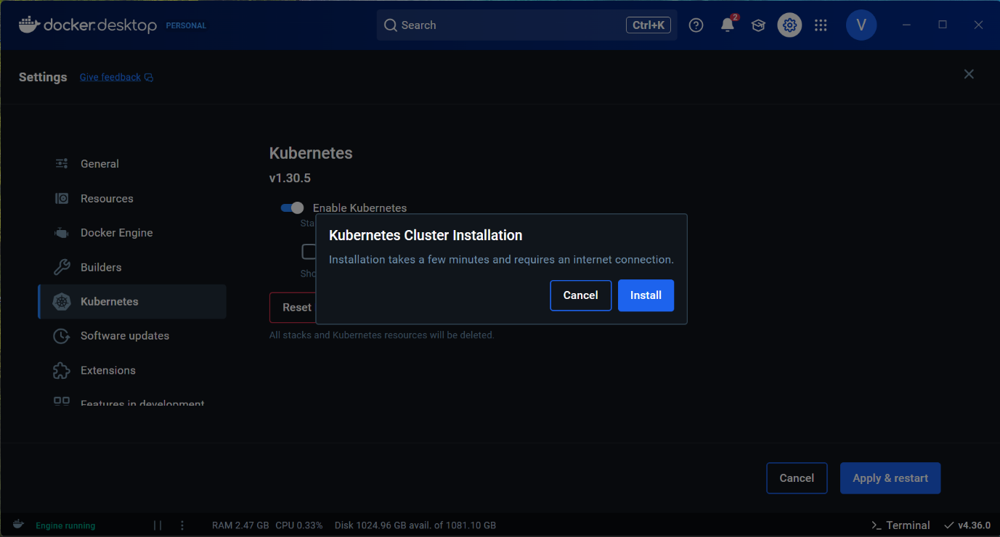 docker desktop PERSONAL
Search
Ctrl+K
2
V
Settings
Give feedback
General
Resources
Docker Engine
Builders
Kubernetes
Software updates
Extensions
Features in development
Kubernetes
v1.30.5
Enable Kubernetes
Sta
Sho
Reset
All stacks and Kubernetes resources will be deleted.
Kubernetes Cluster Installation
Installation takes a few minutes and requires an internet connection.
Cancel
Install
Cancel
Apply & restart
Engine running
RAM 2.47 GB CPU 0.33% Disk 1024.96 GB avail. of 1081.10 GB
Terminal
v4.36.0